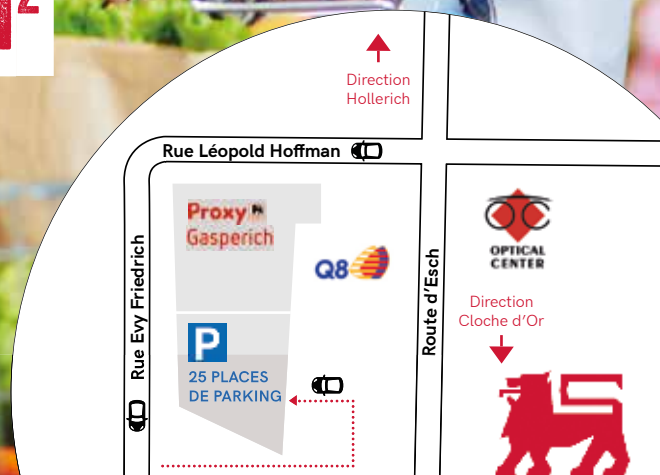 Direction
Hollerich
Rue Léopold Hoffman
Proxy
Gasperich
Q8
OPTICAL
CENTER
Rue Evy Friedrich
Route d'Esch
Direction
Cloche d'Or
P
25 PLACES
DE PARKING